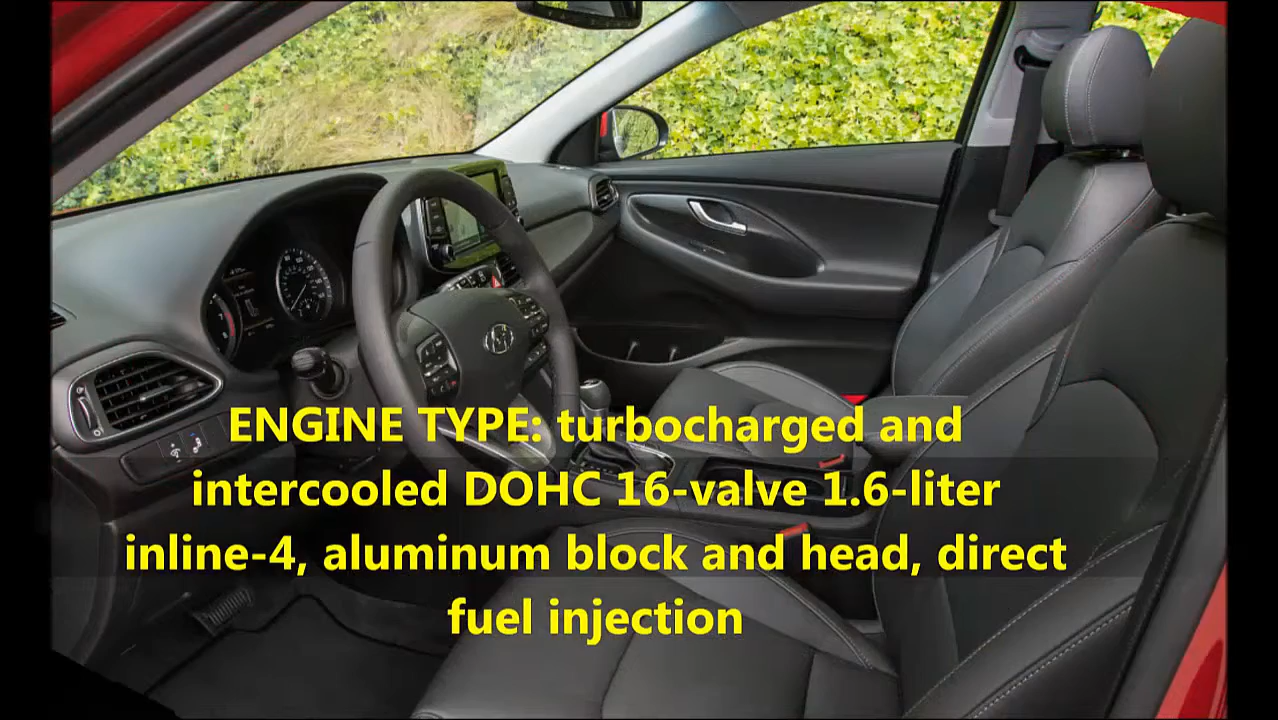 ENGINE TYPE: turbocharged and
intercooled DOHC 16-valve 1.6-liter
inline-4, aluminum block and head, direct
fuel injection